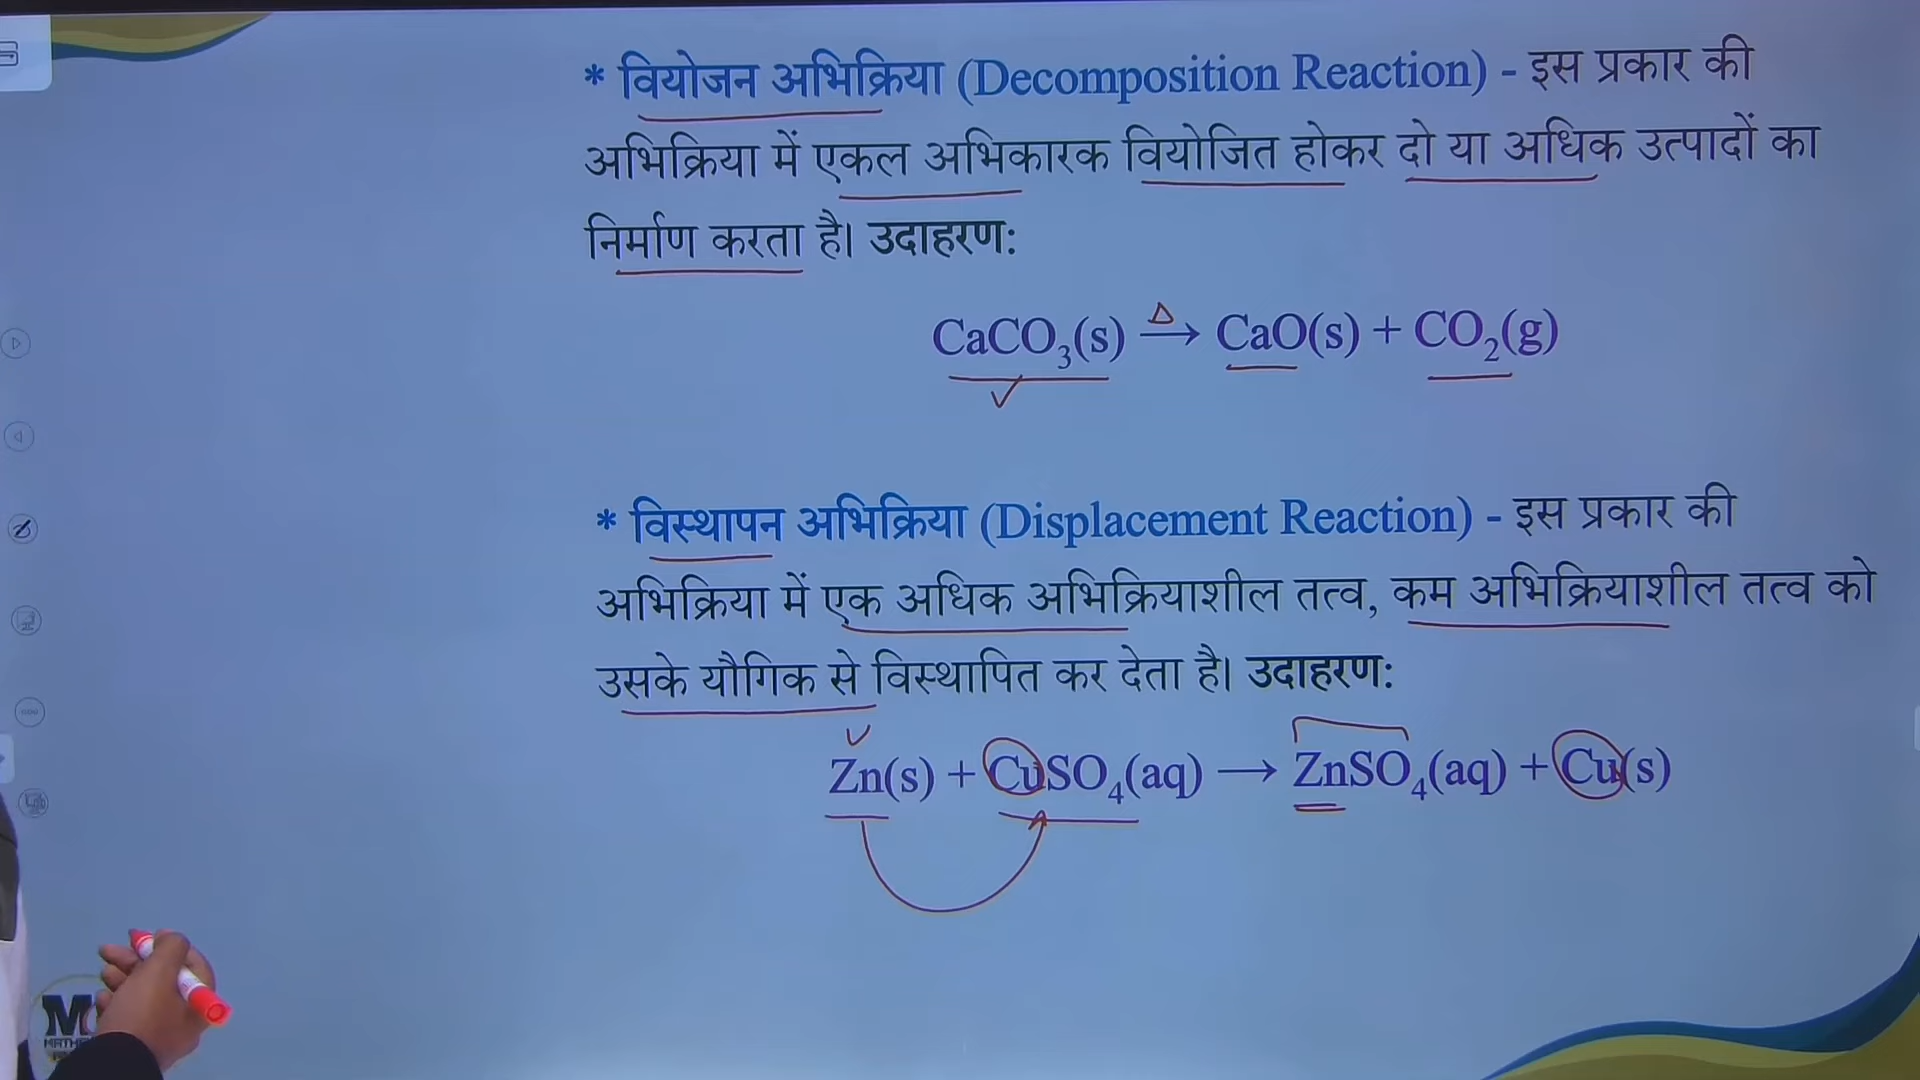 * वियोजन अभिक्रिया (Decomposition Reaction) - इस प्रकार की
अभिक्रिया में एकल अभिकारक वियोजित होकर दो या अधिक उत्पादों का
निर्माण करता है। उदाहरण:
CaCO₃(s) Δ→ CaO(s) + CO₂(g)
* विस्थापन अभिक्रिया (Displacement Reaction) - इस प्रकार की
अभिक्रिया में एक अधिक अभिक्रियाशील तत्व, कम अभिक्रियाशील तत्व को
उसके यौगिक से विस्थापित कर देता है। उदाहरण:
Zn(s) + CuSO₄(aq) → ZnSO₄(aq) + Cu(s)
M